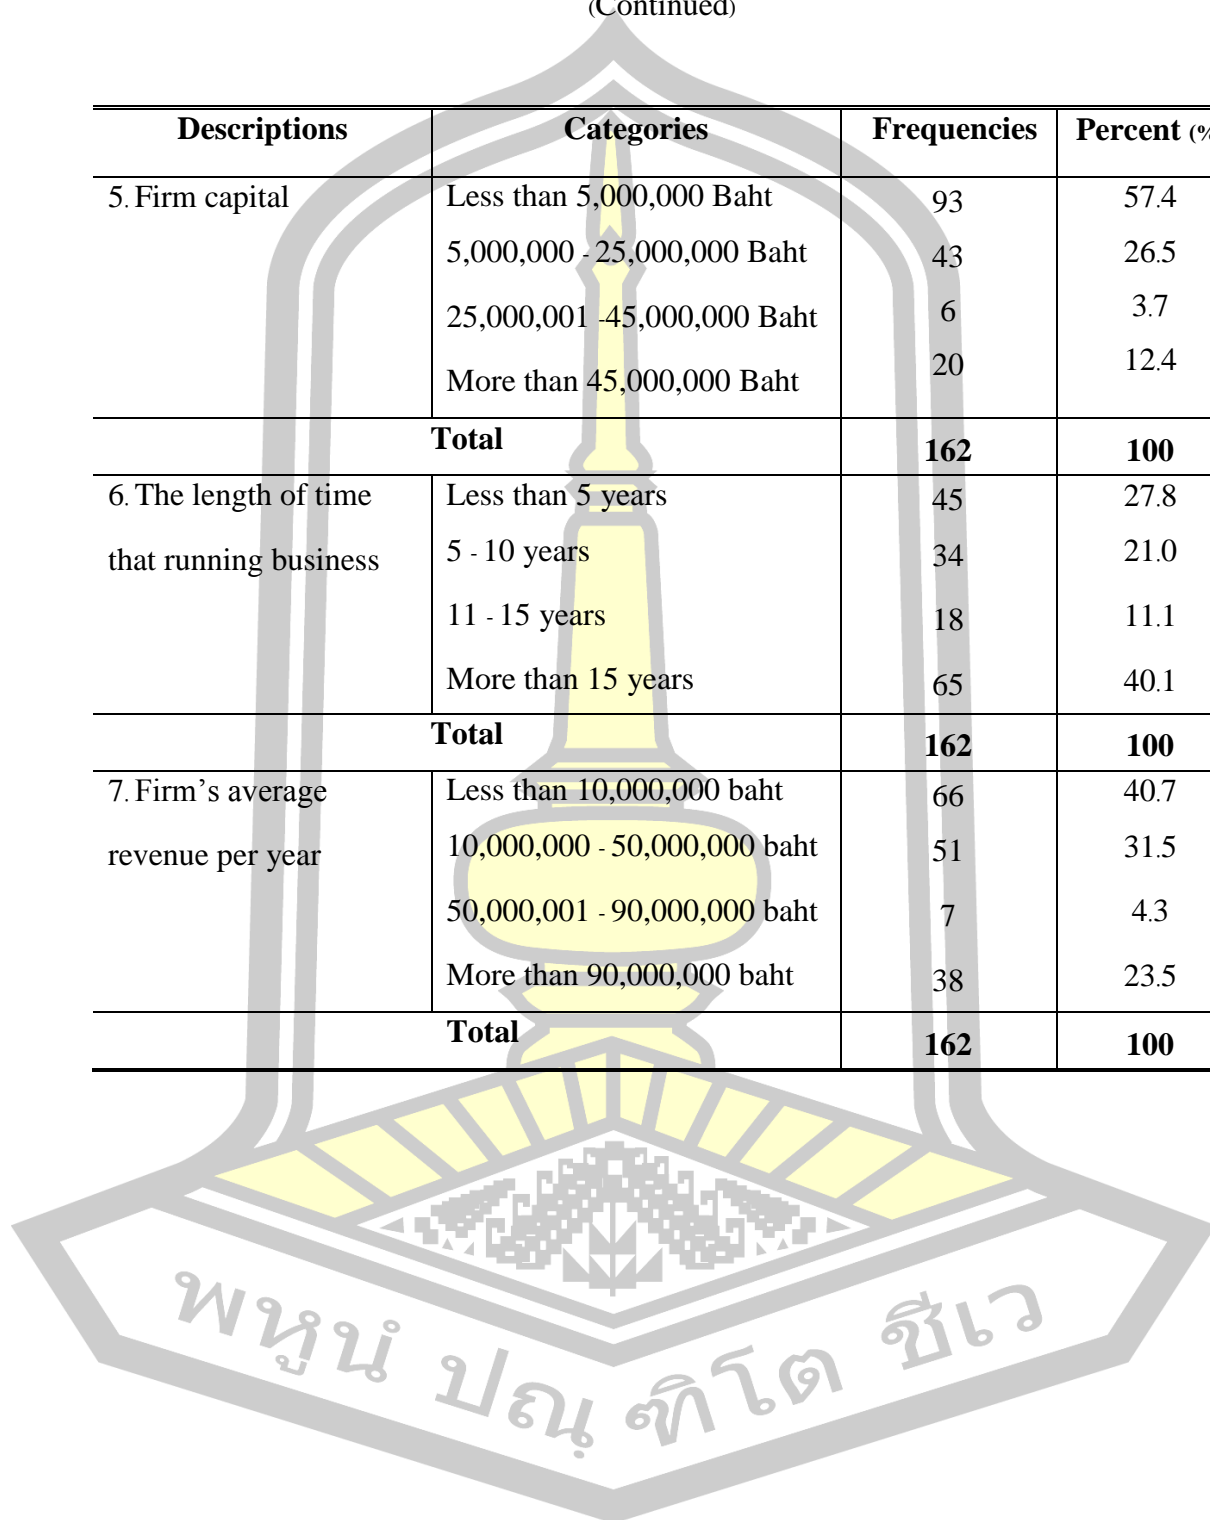 (Continued)
Descriptions Categories Frequencies Percent (%
5. Firm capital Less than 5,000,000 Baht 93 57.4
5,000,000 - 25,000,000 Baht 43 26.5
25,000,001 -45,000,000 Baht 6 3.7
More than 45,000,000 Baht 20 12.4
Total 162 100
6. The length of time Less than 5 years 45 27.8
that running business 5 - 10 years 34 21.0
11 - 15 years 18 11.1
More than 15 years 65 40.1
Total 162 100
7. Firm’s average Less than 10,000,000 baht 66 40.7
revenue per year 10,000,000 - 50,000,000 baht 51 31.5
50,000,001 - 90,000,000 baht 7 4.3
More than 90,000,000 baht 38 23.5
Total 162 100
พหูนํ ปณฺ ฑิโต ชีเว